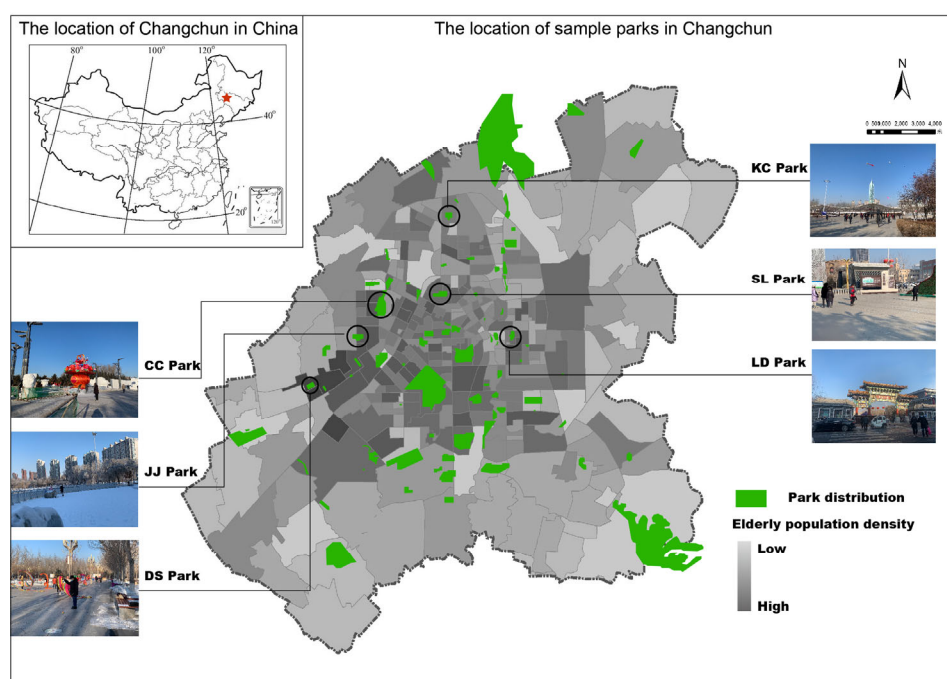 The location of Changchun in China
The location of sample parks in Changchun
80°
100°
120°
40°
20°
N
KC Park
SL Park
LD Park
CC Park
JJ Park
DS Park
Park distribution
Elderly population density
Low
High